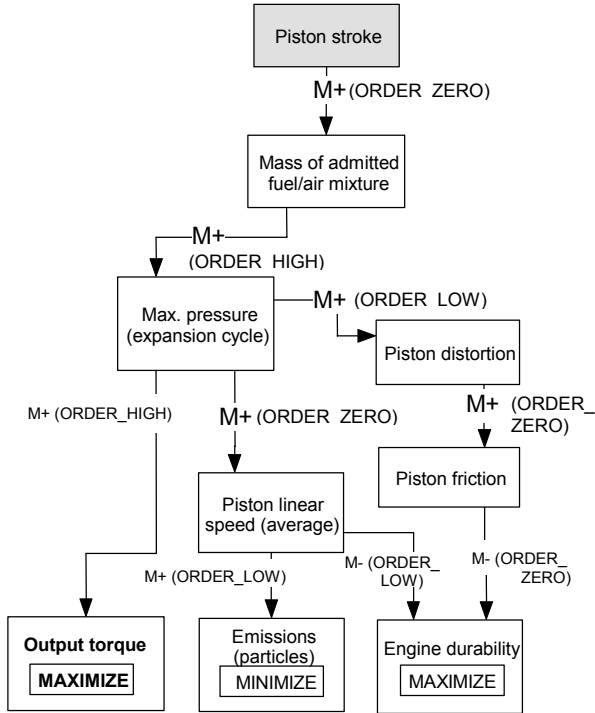 Piston stroke
M+ (ORDER ZERO)
Mass of admitted
fuel/air mixture
M+
(ORDER HIGH)
Max. pressure
(expansion cycle)
M+ (ORDER LOW)
Piston distortion
M+ (ORDER_HIGH)
M+ (ORDER ZERO)
M+ (ORDER_
ZERO)
Piston linear
speed (average)
Piston friction
M+ (ORDER_LOW)
M- (ORDER_
LOW)
M- (ORDER_
ZERO)
Output torque
MAXIMIZE
Emissions
(particles)
MINIMIZE
Engine durability
MAXIMIZE